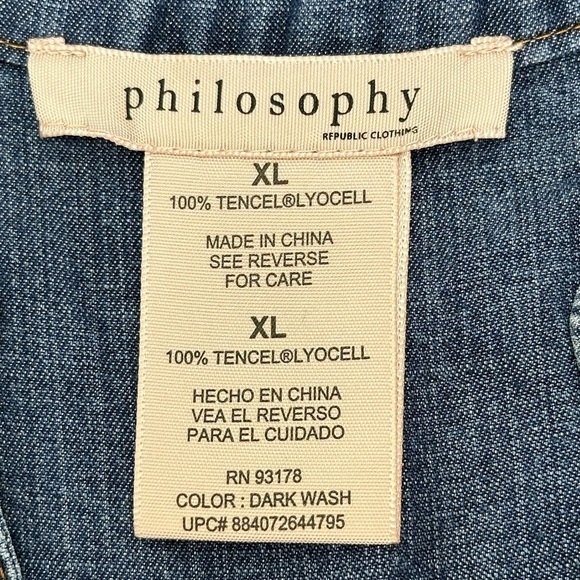 philosophy
REPUBLIC CLOTHING
XL
100% TENCEL®LYOCELL
MADE IN CHINA
SEE REVERSE
FOR CARE
XL
100% TENCEL®LYOCELL
HECHO EN CHINA
VEA EL REVERSO
PARA EL CUIDADO
RN 93178
COLOR : DARK WASH
UPC# 884072644795